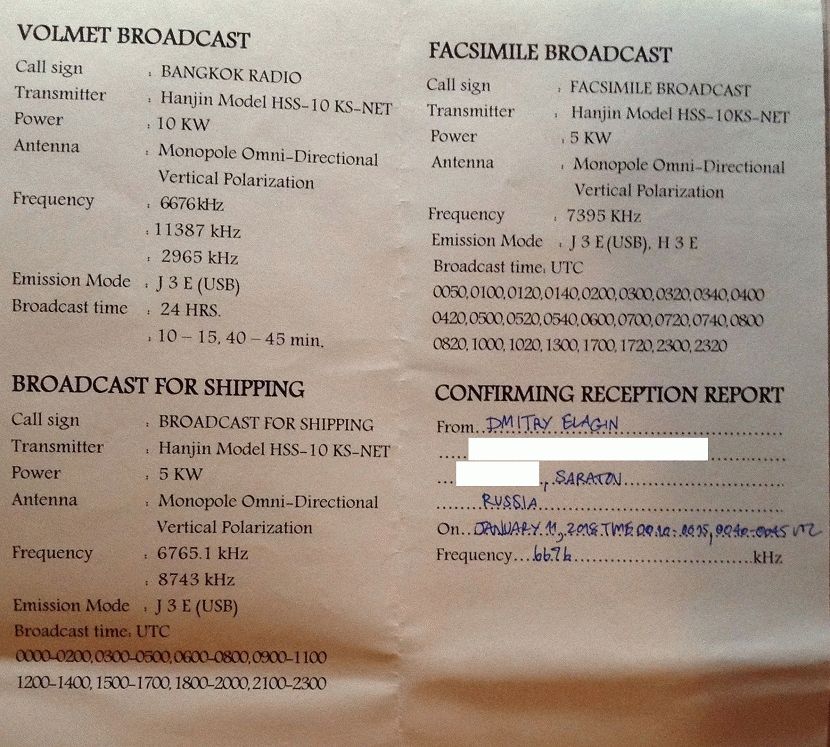 VOLMET BROADCAST
Call sign : BANGKOK RADIO
Transmitter : Hanjin Model HSS-10 KS-NET
Power : 10 KW
Antenna : Monopole Omni-Directional
Vertical Polarization
Frequency : 6676kHz
: 11387 kHz
: 2965 kHz
Emission Mode : J 3 E (USB)
Broadcast time : 24 HRS.
: 10 – 15, 40 – 45 min.
BROADCAST FOR SHIPPING
Call sign : BROADCAST FOR SHIPPING
Transmitter : Hanjin Model HSS-10 KS-NET
Power : 5 KW
Antenna : Monopole Omni-Directional
Vertical Polarization
Frequency : 6765.1 kHz
: 8743 kHz
Emission Mode : J 3 E (USB)
Broadcast time: UTC
0000-0200, 0300-0500, 0600-0800, 0900-1100
1200-1400, 1500-1700, 1800-2000, 2100-2300
FACSIMILE BROADCAST
Call sign : FACSIMILE BROADCAST
Transmitter : Hanjin Model HSS-10KS-NET
Power : 5 KW
Antenna : Monopole Omni-Directional
Vertical Polarization
Frequency : 7395 KHz
Emission Mode : J 3 E (USB), H 3 E
Broadcast time: UTC
0050, 0100, 0120, 0140, 0200, 0300, 0320, 0340, 0400
0420, 0500, 0520, 0540, 0600, 0700, 0720, 0740, 0800
0820, 1000, 1020, 1300, 1700, 1720, 2300, 2320
CONFIRMING RECEPTION REPORT
From DMITRY ELAGIN
, SARATOV
RUSSIA
On JANUARY 11, 2018 TIME 0010-0015, 0040-0045 UTC
Frequency 6676 kHz